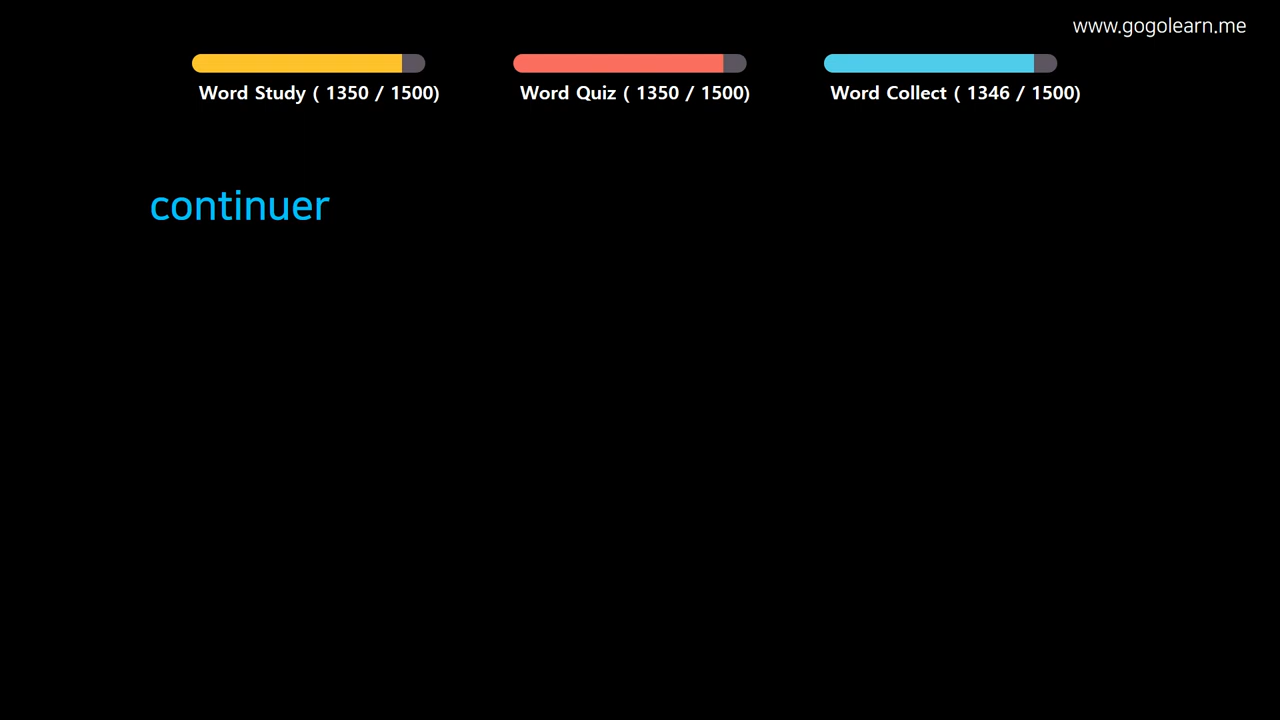 www.gogolearn.me
Word Study ( 1350 / 1500)
Word Quiz ( 1350 / 1500)
Word Collect ( 1346 / 1500)
continuer